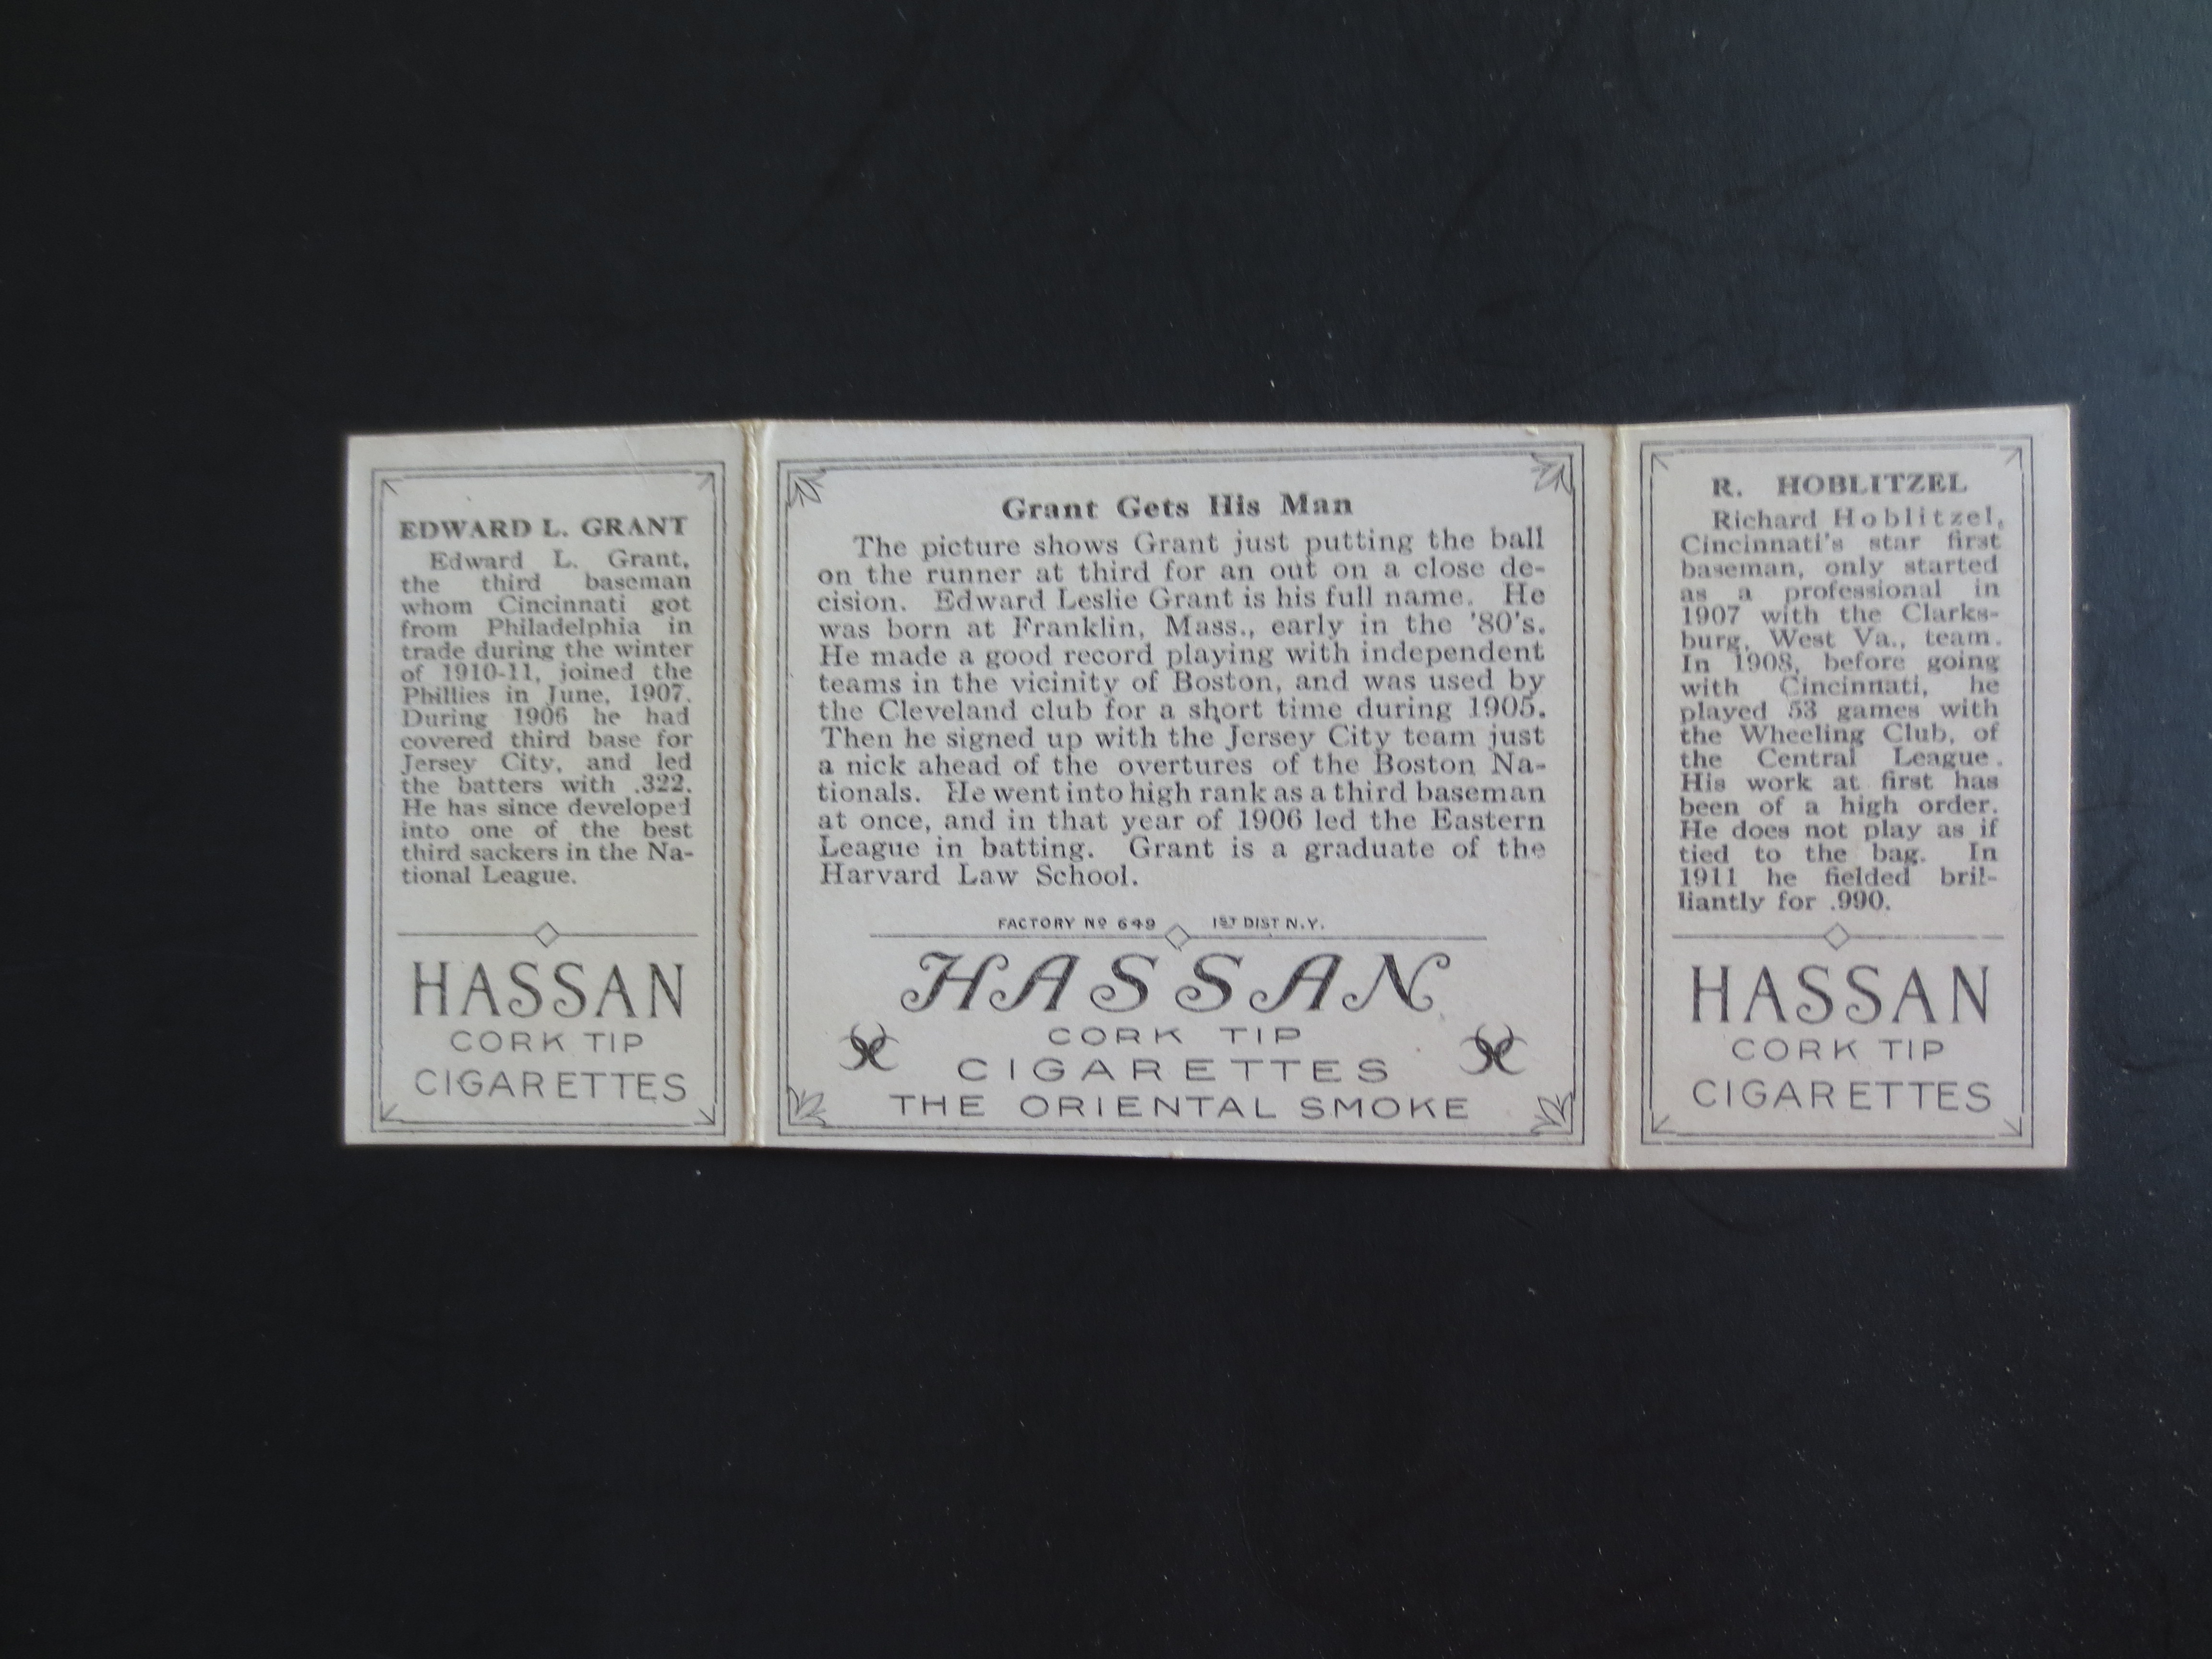 EDWARD L. GRANT
Edward L. Grant,
the third baseman
whom Cincinnati got
from Philadelphia in
trade during the winter
of 1910-11, joined the
Phillies in June, 1907.
During 1906 he had
covered third base for
Jersey City, and led
the batters with .322.
He has since developed
into one of the best
third sackers in the Na-
tional League.
HASSAN
CORK TIP
CIGARETTES
Grant Gets His Man
The picture shows Grant just putting the ball
on the runner at third for an out on a close de-
cision. Edward Leslie Grant is his full name. He
was born at Franklin, Mass., early in the '80's.
He made a good record playing with independent
teams in the vicinity of Boston, and was used by
the Cleveland club for a short time during 1905.
Then he signed up with the Jersey City team just
a nick ahead of the overtures of the Boston Na-
tionals. He went into high rank as a third baseman
at once, and in that year of 1906 led the Eastern
League in batting. Grant is a graduate of the
Harvard Law School.
FACTORY Nº 649 1ST DIST N.Y.
HASSAN
CORK TIP
CIGARETTES
THE ORIENTAL SMOKE
R. HOBLITZEL
Richard Hoblitzel,
Cincinnati's star first
baseman, only started
as a professional in
1907 with the Clarks-
burg, West Va., team.
In 1908, before going
with Cincinnati, he
played 53 games with
the Wheeling Club, of
the Central League.
His work at first has
been of a high order.
He does not play as if
tied to the bag. In
1911 he fielded bril-
liantly for .990.
HASSAN
CORK TIP
CIGARETTES